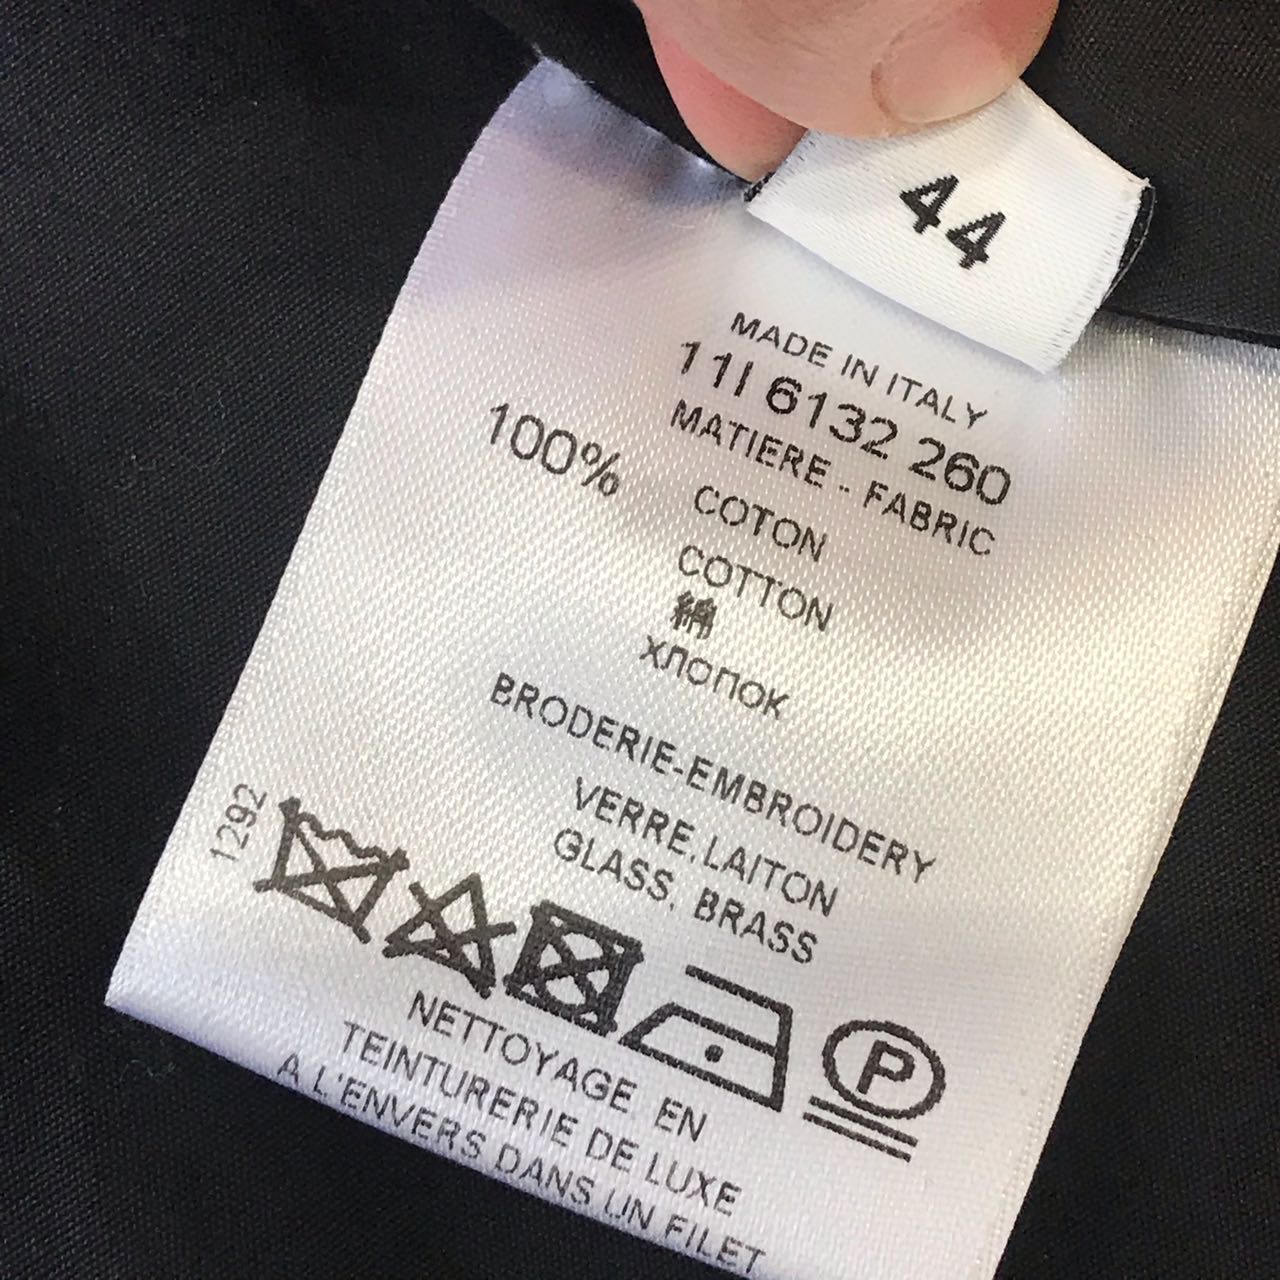 44
MADE IN ITALY
11I 6132 260
MATIERE - FABRIC
100% COTON
COTTON
綿
хлопок
BRODERIE-EMBROIDERY
VERRE, LAITON
GLASS, BRASS
1292
P
NETTOYAGE EN
TEINTURERIE DE LUXE
A L'ENVERS DANS UN FILET